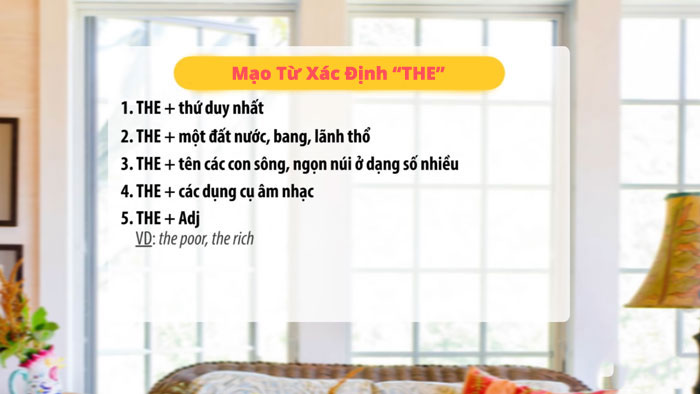 Mạo Từ Xác Định “THE”
1. THE + thứ duy nhất
2. THE + một đất nước, bang, lãnh thổ
3. THE + tên các con sông, ngọn núi ở dạng số nhiều
4. THE + các dụng cụ âm nhạc
5. THE + Adj
VD: the poor, the rich